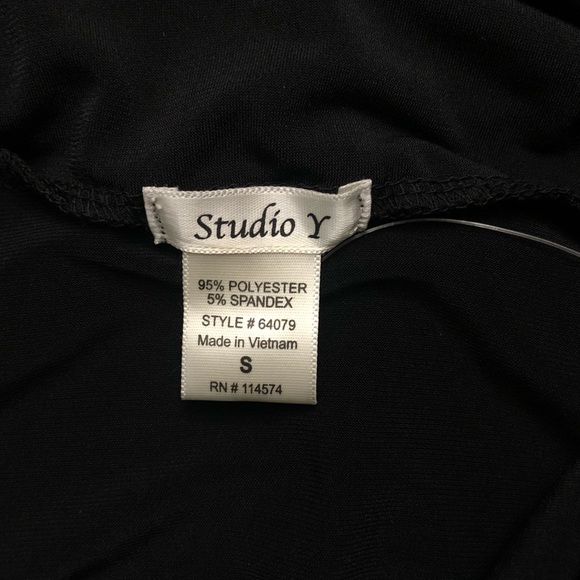 Studio Y
95% POLYESTER
5% SPANDEX
STYLE # 64079
Made in Vietnam
S
RN # 114574